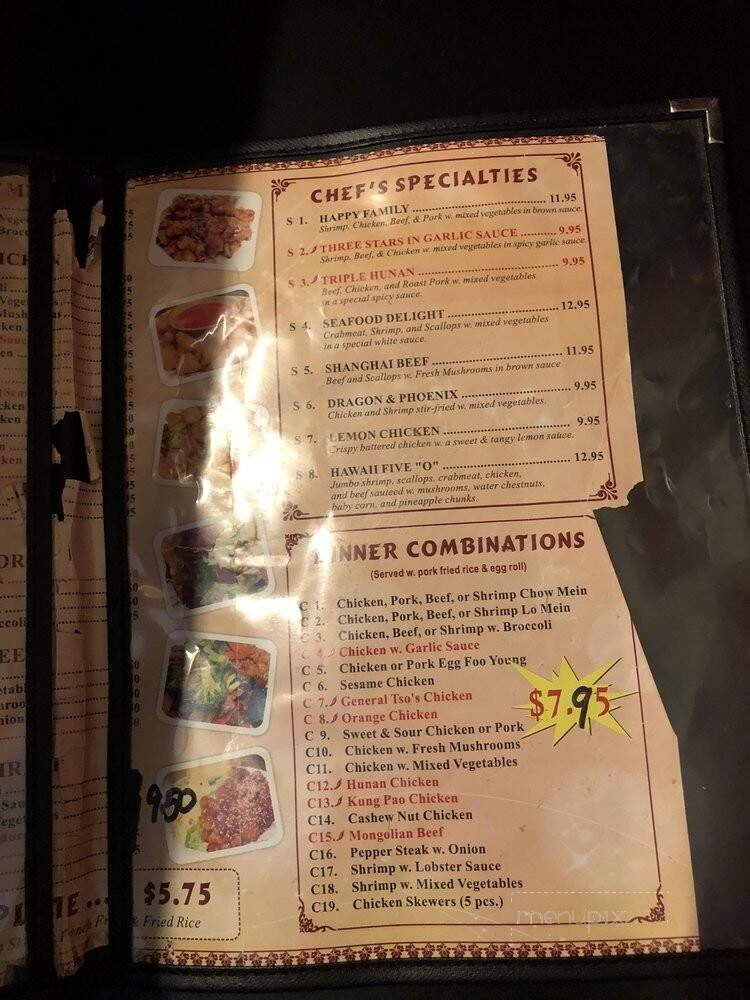 CHEF'S SPECIALTIES
S 1. HAPPY FAMILY ........ 11.95
Shrimp, Chicken, Beef, & Pork w. mixed vegetables in brown sauce.
S 2. THREE STARS IN GARLIC SAUCE ........ 9.95
Shrimp, Beef, & Chicken w. mixed vegetables in spicy garlic sauce.
S 3. TRIPLE HUNAN ........ 9.95
Beef, Chicken, and Roast Pork w. mixed vegetables
in a special spicy sauce.
S 4. SEAFOOD DELIGHT ........ 12.95
Crabmeat, Shrimp, and Scallops w. mixed vegetables
in a special white sauce.
S 5. SHANGHAI BEEF ........ 11.95
Beef and Scallops w. Fresh Mushrooms in brown sauce
S 6. DRAGON & PHOENIX ........ 9.95
Chicken and Shrimp stir-fried w. mixed vegetables.
S 7. LEMON CHICKEN ........ 9.95
Crispy battered chicken w. a sweet & tangy lemon sauce.
S 8. HAWAII FIVE "O" ........ 12.95
Jumbo shrimp, scallops, crabmeat, chicken,
and beef sauteed w. mushrooms, water chestnuts,
baby corn, and pineapple chunks.
DINNER COMBINATIONS
(Served w. pork fried rice & egg roll)
C 1. Chicken, Pork, Beef, or Shrimp Chow Mein
C 2. Chicken, Pork, Beef, or Shrimp Lo Mein
C 3. Chicken, Beef, or Shrimp w. Broccoli
C 4. Chicken w. Garlic Sauce
C 5. Chicken or Pork Egg Foo Young
C 6. Sesame Chicken
C 7. General Tso's Chicken
C 8. Orange Chicken
C 9. Sweet & Sour Chicken or Pork
C10. Chicken w. Fresh Mushrooms
C11. Chicken w. Mixed Vegetables
C12. Hunan Chicken
C13. Kung Pao Chicken
C14. Cashew Nut Chicken
C15. Mongolian Beef
C16. Pepper Steak w. Onion
C17. Shrimp w. Lobster Sauce
C18. Shrimp w. Mixed Vegetables
C19. Chicken Skewers (5 pcs.)
$7.95
9.50
$5.75
& Fried Rice
menupix